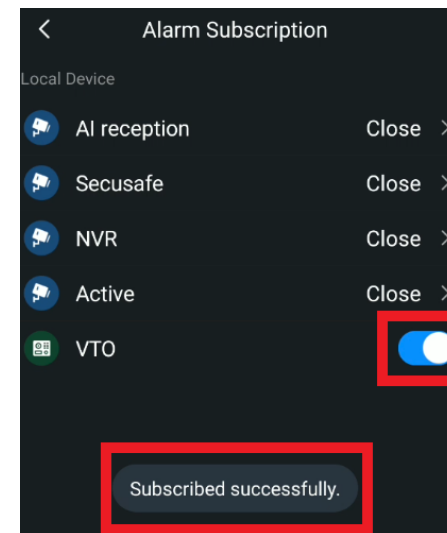 Alarm Subscription
Local Device
AI reception Close
Secusafe Close
NVR Close
Active Close
VTO
Subscribed successfully.